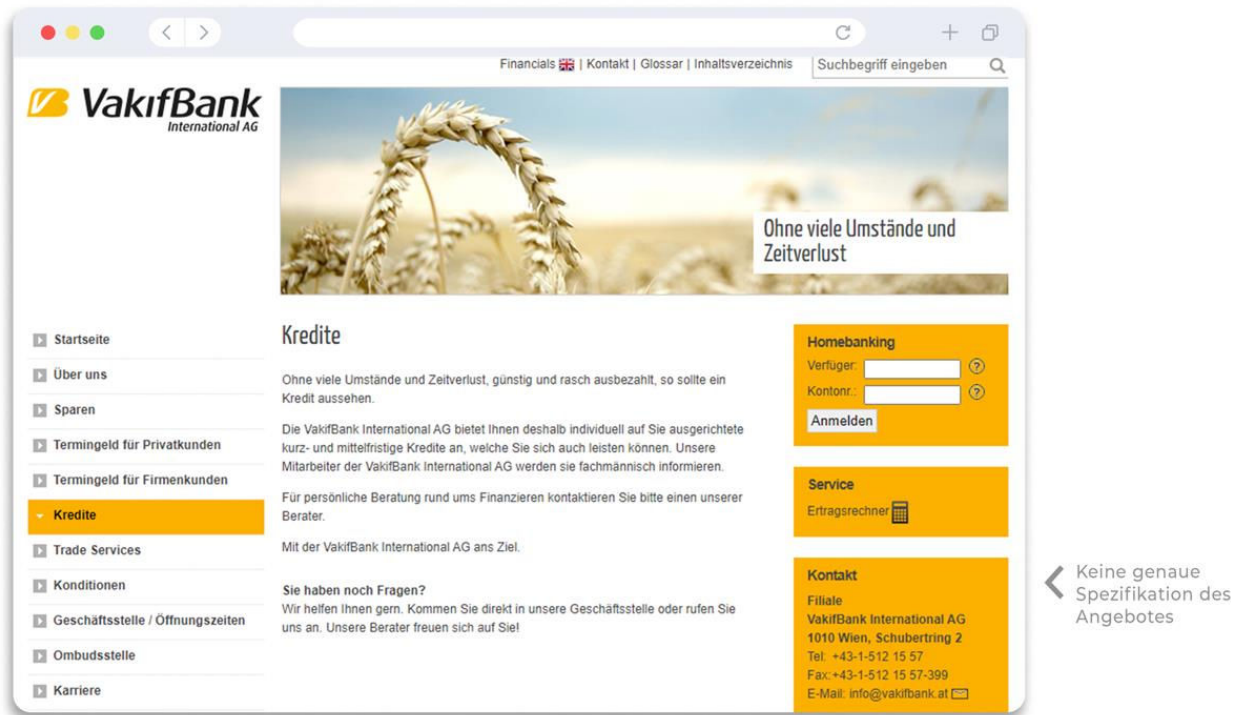 Financials | Kontakt | Glossar | Inhaltsverzeichnis
Suchbegriff eingeben
VakıfBank
International AG
Ohne viele Umstände und
Zeitverlust
Startseite
Über uns
Sparen
Termingeld für Privatkunden
Termingeld für Firmenkunden
Kredite
Trade Services
Konditionen
Geschäftsstelle / Öffnungszeiten
Ombudsstelle
Karriere
Kredite
Ohne viele Umstände und Zeitverlust, günstig und rasch ausbezahlt, so sollte ein
Kredit aussehen.
Die VakifBank International AG bietet Ihnen deshalb individuell auf Sie ausgerichtete
kurz- und mittelfristige Kredite an, welche Sie sich auch leisten können. Unsere
Mitarbeiter der VakifBank International AG werden sie fachmännisch informieren.
Für persönliche Beratung rund ums Finanzieren kontaktieren Sie bitte einen unserer
Berater.
Mit der VakifBank International AG ans Ziel.
Sie haben noch Fragen?
Wir helfen Ihnen gern. Kommen Sie direkt in unsere Geschäftsstelle oder rufen Sie
uns an. Unsere Berater freuen sich auf Sie!
Homebanking
Verfüger:
Kontonr.:
Anmelden
Service
Ertragsrechner
Kontakt
Filiale
VakifBank International AG
1010 Wien, Schubertring 2
Tel: +43-1-512 15 57
Fax:+43-1-512 15 57-399
E-Mail: info@vakifbank.at
Keine genaue
Spezifikation des
Angebotes